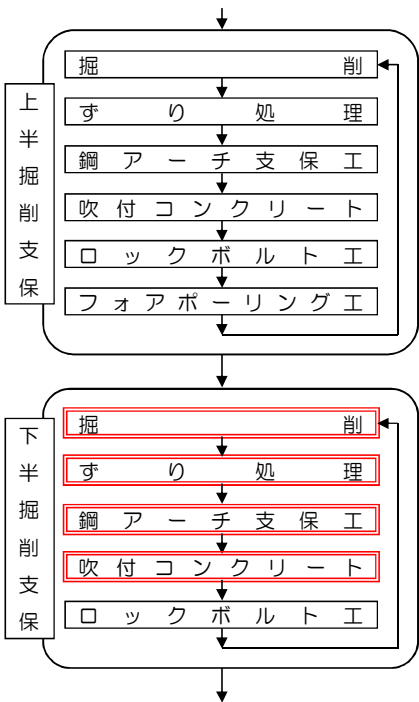 上半掘削支保
掘削
ずり処理
鋼アーチ支保工
吹付コンクリート
ロックボルト工
フォアポーリング工
下半掘削支保
掘削
ずり処理
鋼アーチ支保工
吹付コンクリート
ロックボルト工